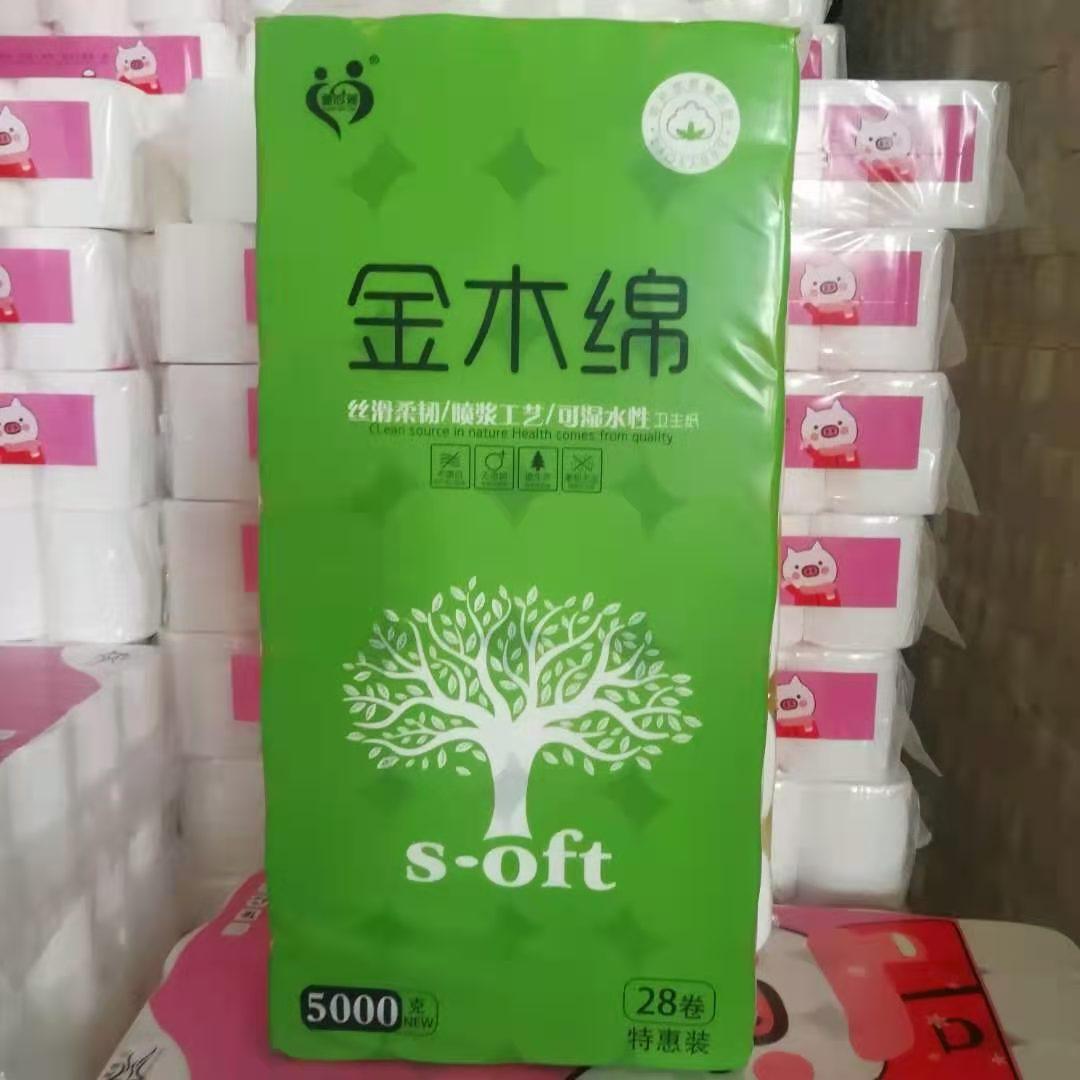 ®
金木绵
丝滑柔韧/喷浆工艺/可湿水性 卫生纸
CLean source in nature Health comes from quality
s-oft
5000克
NEW
28卷
特惠装